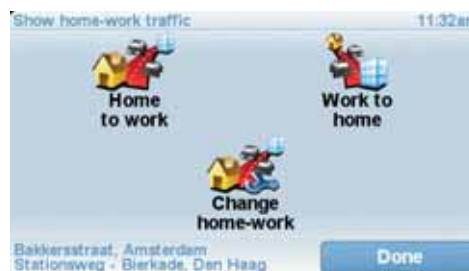 Show home-work traffic 11:32am
Home
to work
Work to
home
Change
home-work
Bakkersstraat, Amsterdam
Stationsweg - Bierkade, Den Haag
Done